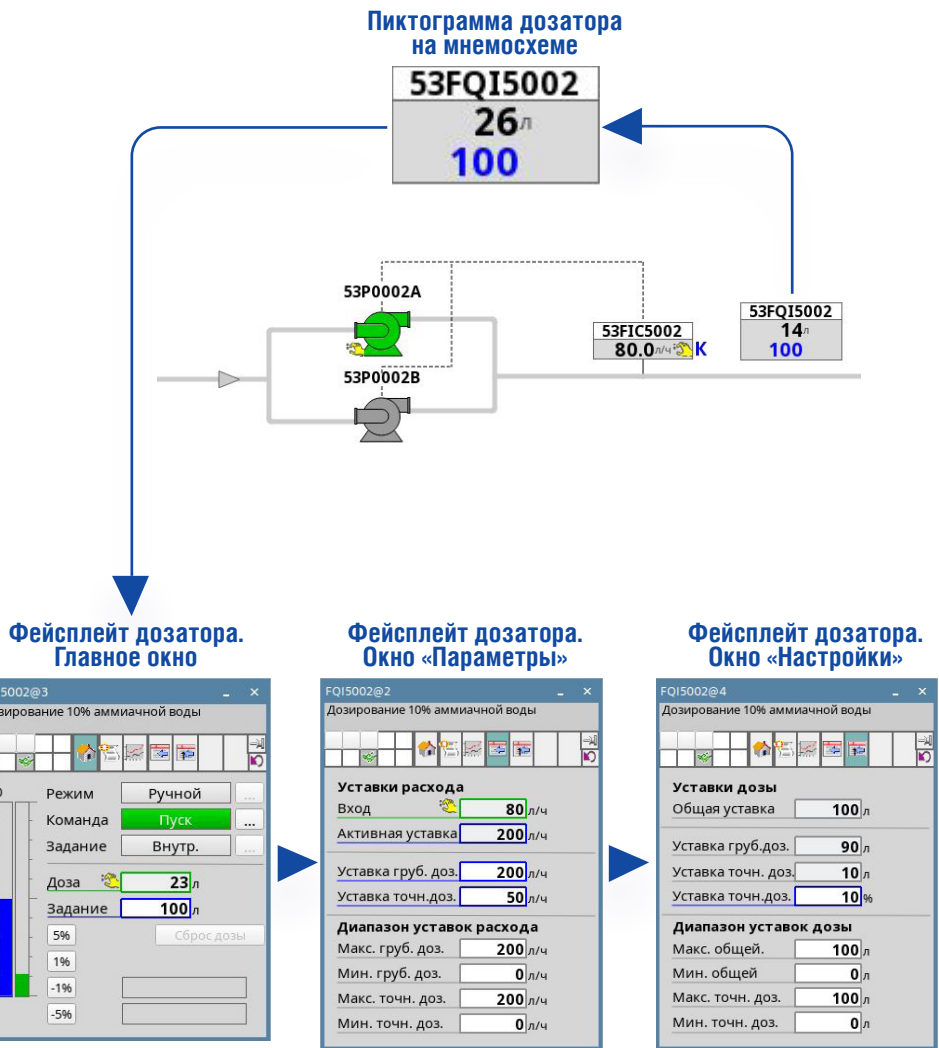 Пиктограмма дозатора
на мнемосхеме
53FQI5002
26 л
100
53P0002A
53FIC5002
80.0 л/ч К
53FQI5002
14 л
100
53P0002B
Фейсплейт дозатора.
Главное окно
5002@3
зирование 10% аммиачной воды
0
Режим Ручной ...
Команда Пуск ...
Задание Внутр. ...
Доза 23 л
Задание 100 л
5% Сброс дозы
1%
-1%
-5%
Фейсплейт дозатора.
Окно «Параметры»
FQI5002@2
Дозирование 10% аммиачной воды
Уставки расхода
Вход 80 л/ч
Активная уставка 200 л/ч
Уставка груб. доз. 200 л/ч
Уставка точн.доз. 50 л/ч
Диапазон уставок расхода
Макс. груб. доз. 200 л/ч
Мин. груб. доз. 0 л/ч
Макс. точн. доз. 200 л/ч
Мин. точн. доз. 0 л/ч
Фейсплейт дозатора.
Окно «Настройки»
FQI5002@4
Дозирование 10% аммиачной воды
Уставки дозы
Общая уставка 100 л
Уставка груб.доз. 90 л
Уставка точн. доз. 10 л
Уставка точн.доз. 10 %
Диапазон уставок дозы
Макс. общей. 100 л
Мин. общей 0 л
Макс. точн. доз. 100 л
Мин. точн. доз. 0 л